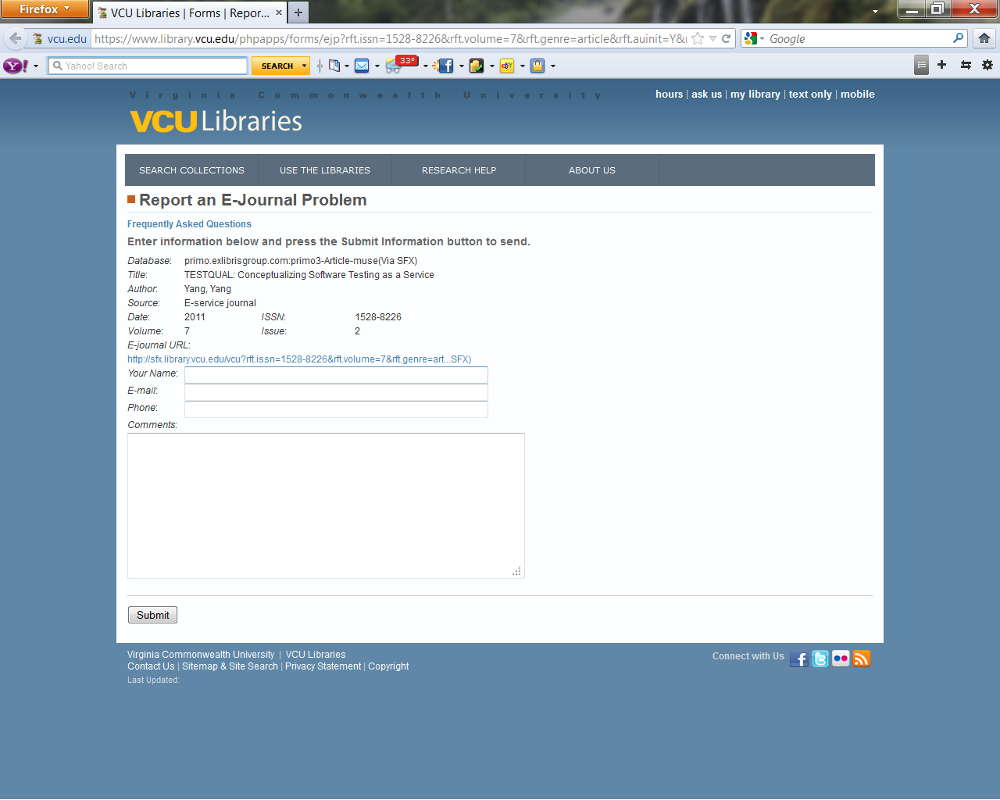 Firefox
VCU Libraries | Forms | Repor...
vcu.edu
https://www.library.vcu.edu/phpapps/forms/ejp?rft.issn=1528-8226&rft.volume=7&rft.genre=article&rft.auinit=Y&r
Google
Y!
Yahoo! Search
SEARCH
33°
Virginia Commonwealth University
hours | ask us | my library | text only | mobile
VCU Libraries
SEARCH COLLECTIONS
USE THE LIBRARIES
RESEARCH HELP
ABOUT US
Report an E-Journal Problem
Frequently Asked Questions
Enter information below and press the Submit Information button to send.
Database: primo.exlibrisgroup.com:primo3-Article-muse(Via SFX)
Title: TESTQUAL: Conceptualizing Software Testing as a Service
Author: Yang, Yang
Source: E-service journal
Date: 2011 ISSN: 1528-8226
Volume: 7 Issue: 2
E-journal URL:
http://sfx.library.vcu.edu/vcu?rft.issn=1528-8226&rft.volume=7&rft.genre=art...SFX)
Your Name:
E-mail:
Phone:
Comments:
Submit
Virginia Commonwealth University | VCU Libraries
Contact Us | Sitemap & Site Search | Privacy Statement | Copyright
Last Updated:
Connect with Us